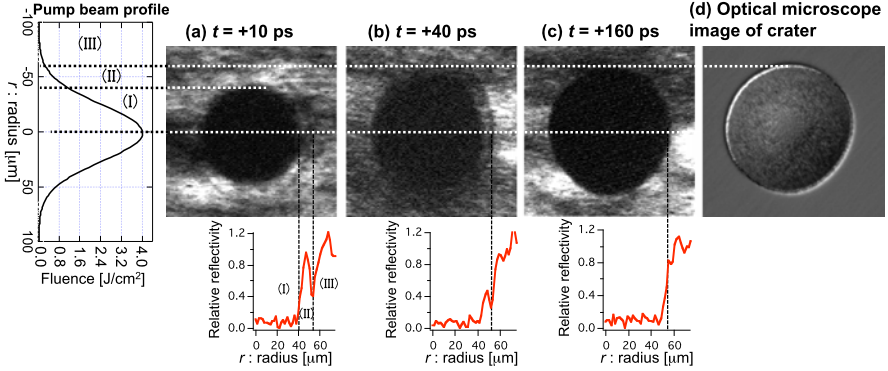 Pump beam profile
r : radius [μm]
-100
-50
0
50
100
(III)
(II)
(I)
0.0
0.8
1.6
2.4
3.2
4.0
Fluence [J/cm²]
(a) t = +10 ps
(b) t = +40 ps
(c) t = +160 ps
(d) Optical microscope
image of crater
Relative reflectivity
1.2
0.8
0.4
0.0
(I)
(II)
(III)
0 20 40 60
r : radius [μm]
Relative reflectivity
1.2
0.8
0.4
0.0
0 20 40 60
r : radius [μm]
Relative reflectivity
1.2
0.8
0.4
0.0
0 20 40 60
r : radius [μm]